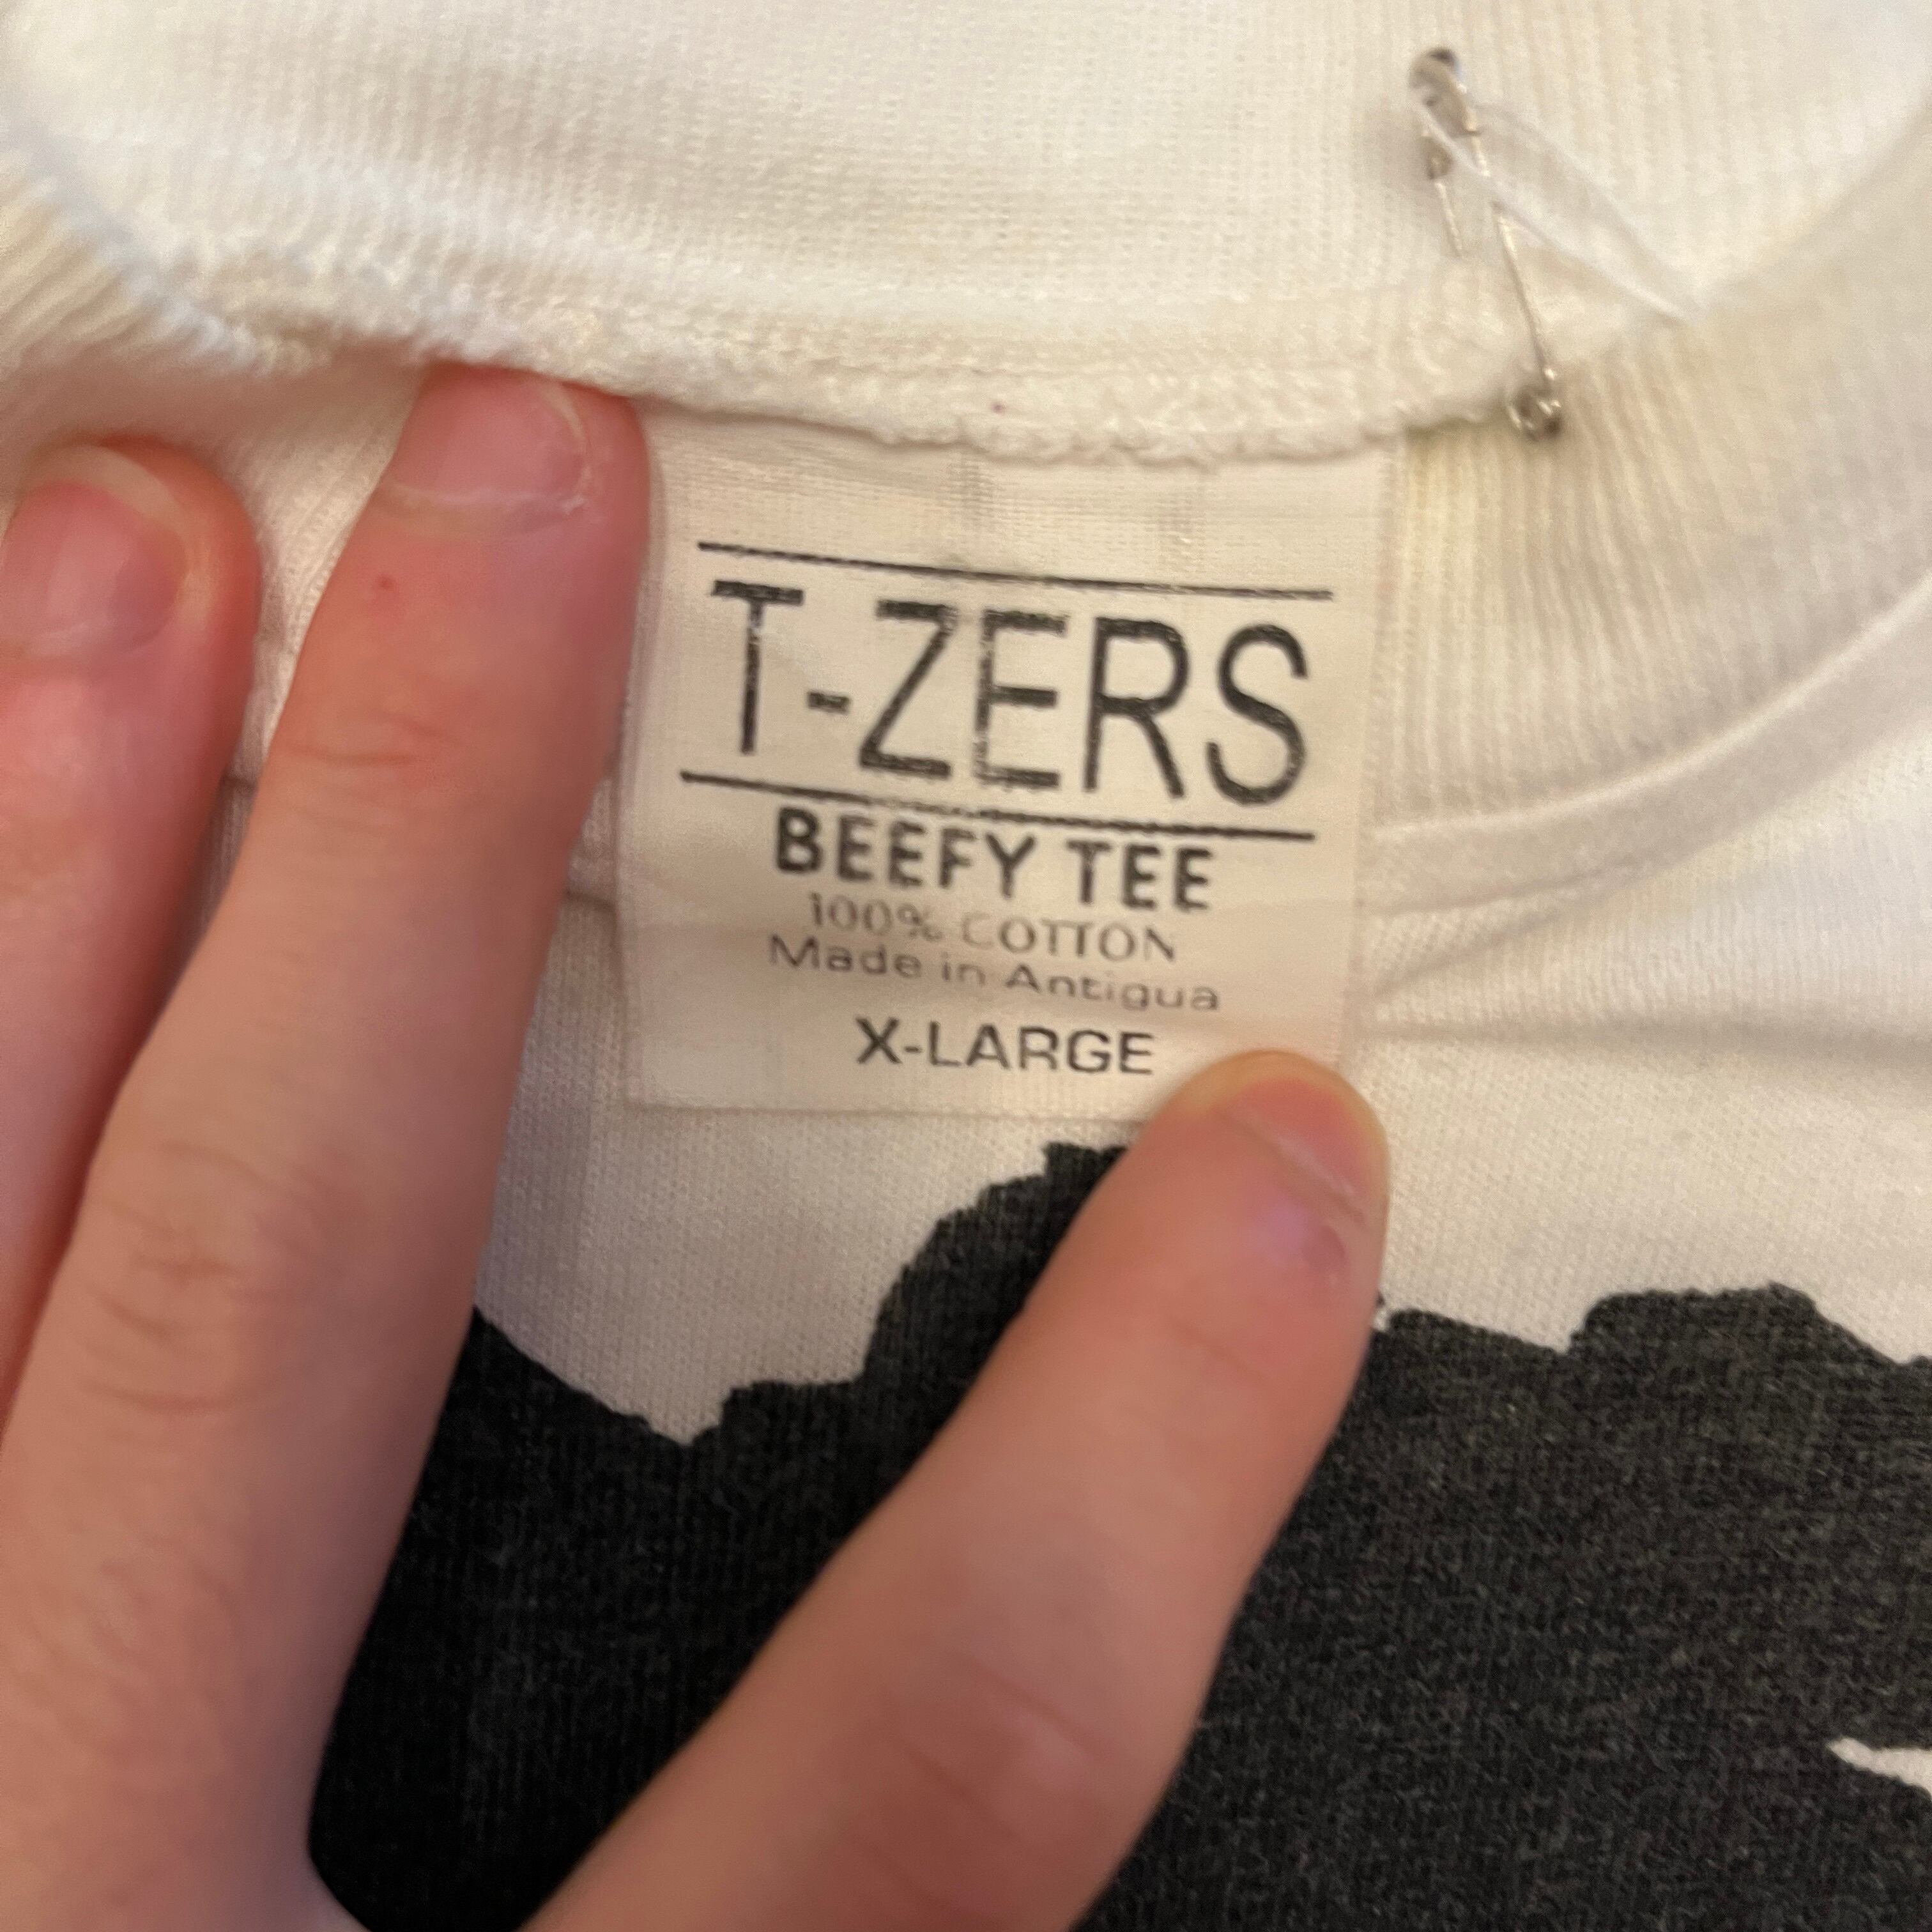 T-ZERS
BEEFY TEE
100% COTTON
Made in Antigua
X-LARGE